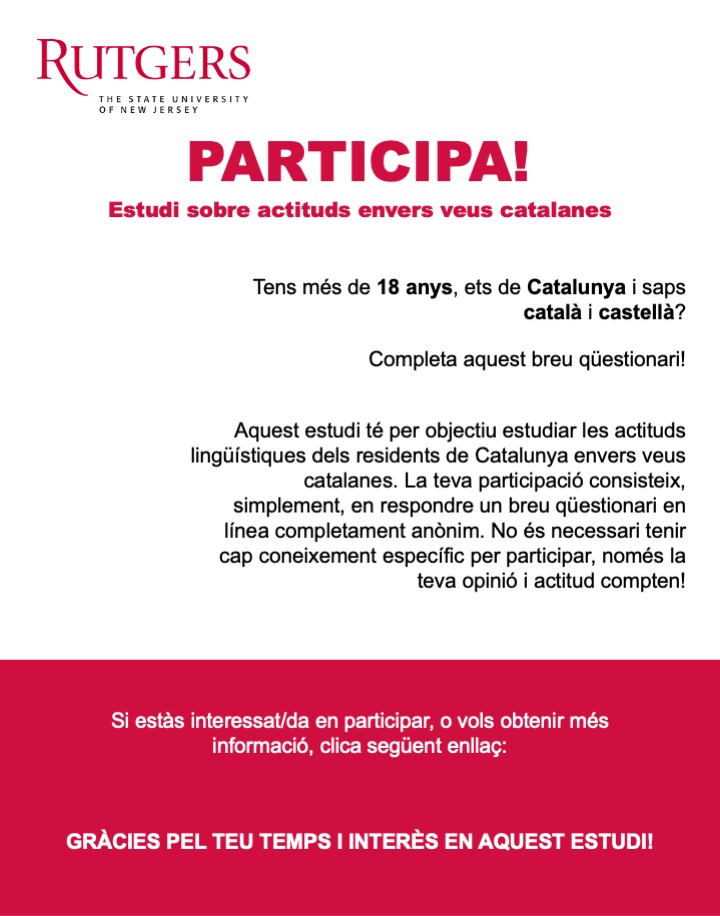 RUTGERS
THE STATE UNIVERSITY
OF NEW JERSEY
PARTICIPA!
Estudi sobre actituds envers veus catalanes
Tens més de 18 anys, ets de Catalunya i saps
català i castellà?
Completa aquest breu qüestionari!
Aquest estudi té per objectiu estudiar les actituds
lingüístiques dels residents de Catalunya envers veus
catalanes. La teva participació consisteix,
simplement, en respondre un breu qüestionari en
línea completament anònim. No és necessari tenir
cap coneixement específic per participar, només la
teva opinió i actitud compten!
Si estàs interessat/da en participar, o vols obtenir més
informació, clica següent enllaç:
GRÀCIES PEL TEU TEMPS I INTERÈS EN AQUEST ESTUDI!